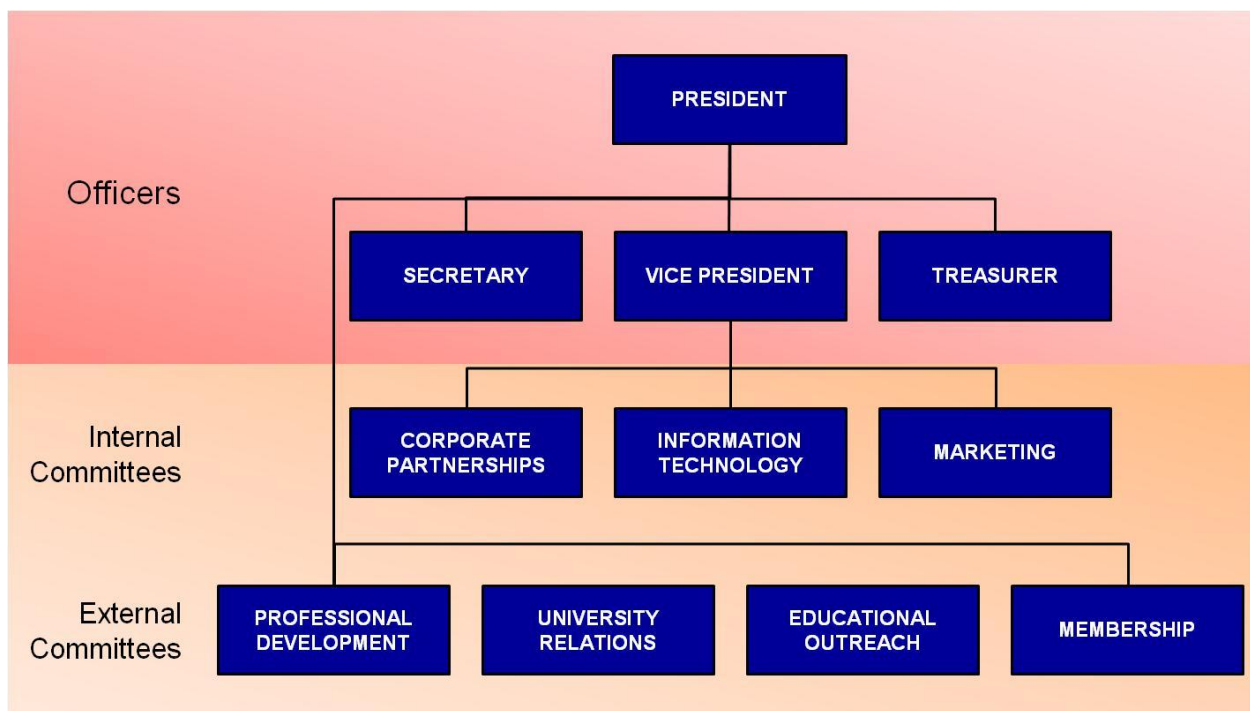 PRESIDENT
Officers
SECRETARY
VICE PRESIDENT
TREASURER
Internal
Committees
CORPORATE
PARTNERSHIPS
INFORMATION
TECHNOLOGY
MARKETING
External
Committees
PROFESSIONAL
DEVELOPMENT
UNIVERSITY
RELATIONS
EDUCATIONAL
OUTREACH
MEMBERSHIP